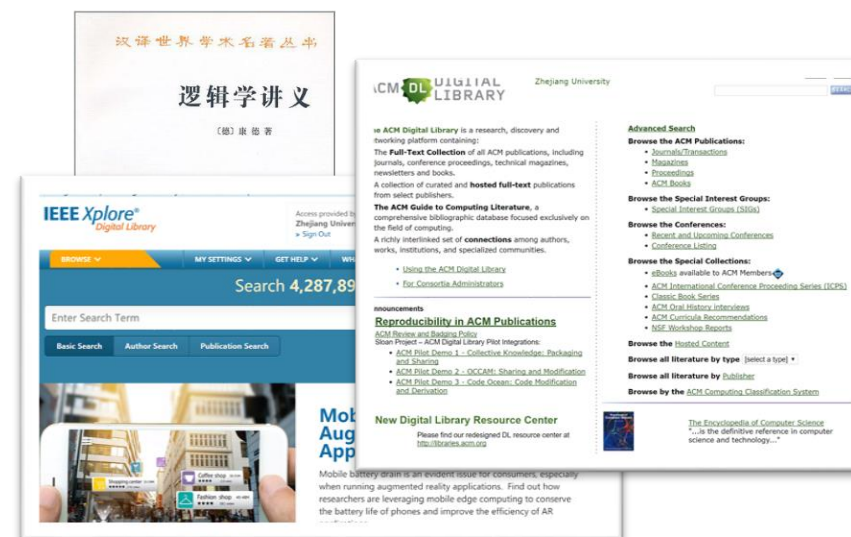 汉译世界学术名著丛书
逻辑学讲义
〔德〕康德 著
IEEE Xplore®
Digital Library
Access provided by
Zhejiang Univer
» Sign Out
BROWSE
MY SETTINGS
GET HELP
WH
Search 4,287,89
Enter Search Term
Basic Search
Author Search
Publication Search
Shopping center
Coffee shop
Fashion shop
Mob
Aug
App
Mobile battery drain is an evident issue for consumers, especially
when running augmented reality applications. Find out how
researchers are leveraging mobile edge computing to conserve
the battery life of phones and improve the efficiency of AR
ACM DL DIGITAL
LIBRARY
Zhejiang University
e ACM Digital Library is a research, discovery and
tworking platform containing:
The Full-Text Collection of all ACM publications, including
journals, conference proceedings, technical magazines,
newsletters and books.
A collection of curated and hosted full-text publications
from select publishers.
The ACM Guide to Computing Literature, a
comprehensive bibliographic database focused exclusively on
the field of computing.
A richly interlinked set of connections among authors,
works, institutions, and specialized communities.
• Using the ACM Digital Library
• For Consortia Administrators
nnouncements
Reproducibility in ACM Publications
ACM Review and Badging Policy
Sloan Project – ACM Digital Library Pilot Integrations:
• ACM Pilot Demo 1 - Collective Knowledge: Packaging
and Sharing
• ACM Pilot Demo 2 - OCCAM: Sharing and Modification
• ACM Pilot Demo 3 - Code Ocean: Code Modification
and Derivation
New Digital Library Resource Center
Please find our redesigned DL resource center at
http://libraries.acm.org
Advanced Search
Browse the ACM Publications:
• Journals/Transactions
• Magazines
• Proceedings
• ACM Books
Browse the Special Interest Groups:
• Special Interest Groups (SIGs)
Browse the Conferences:
• Recent and Upcoming Conferences
• Conference Listing
Browse the Special Collections:
• eBooks available to ACM Members
• ACM International Conference Proceeding Series (ICPS)
• Classic Book Series
• ACM Oral History interviews
• ACM Curricula Recommendations
• NSF Workshop Reports
Browse the Hosted Content
Browse all literature by type [select a type]
Browse all literature by Publisher
Browse by the ACM Computing Classification System
The Encyclopedia of Computer Science
"...is the definitive reference in computer
science and technology..."